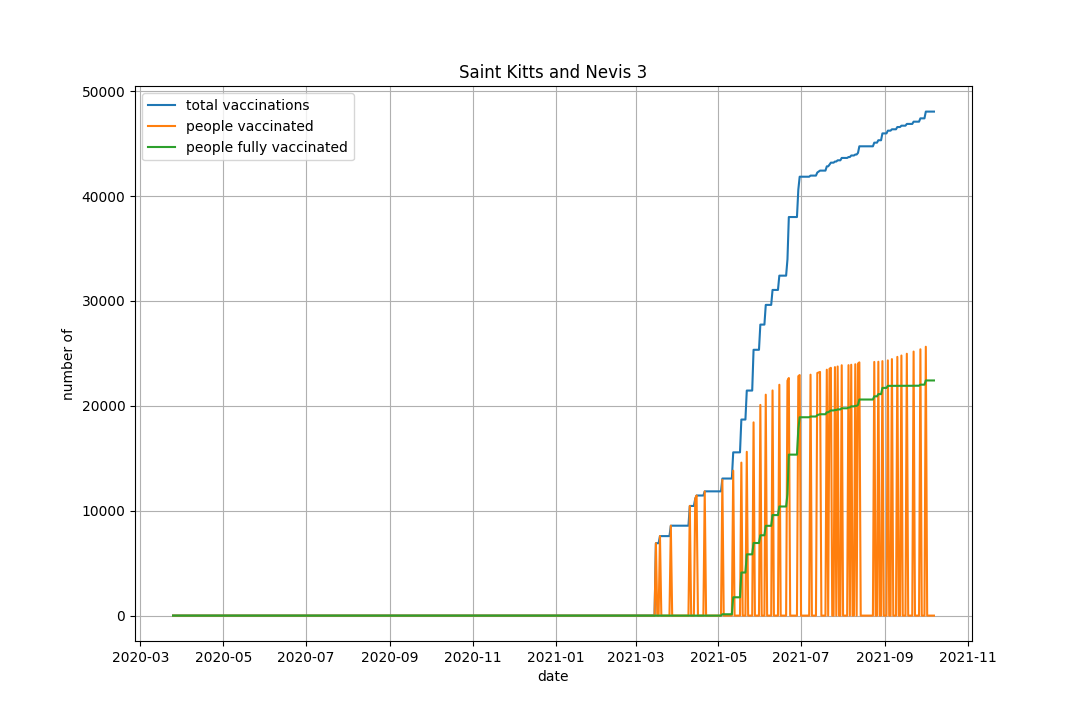 Saint Kitts and Nevis 3
total vaccinations
people vaccinated
people fully vaccinated
50000
40000
30000
20000
10000
0
number of
2020-03 2020-05 2020-07 2020-09 2020-11 2021-01 2021-03 2021-05 2021-07 2021-09 2021-11
date